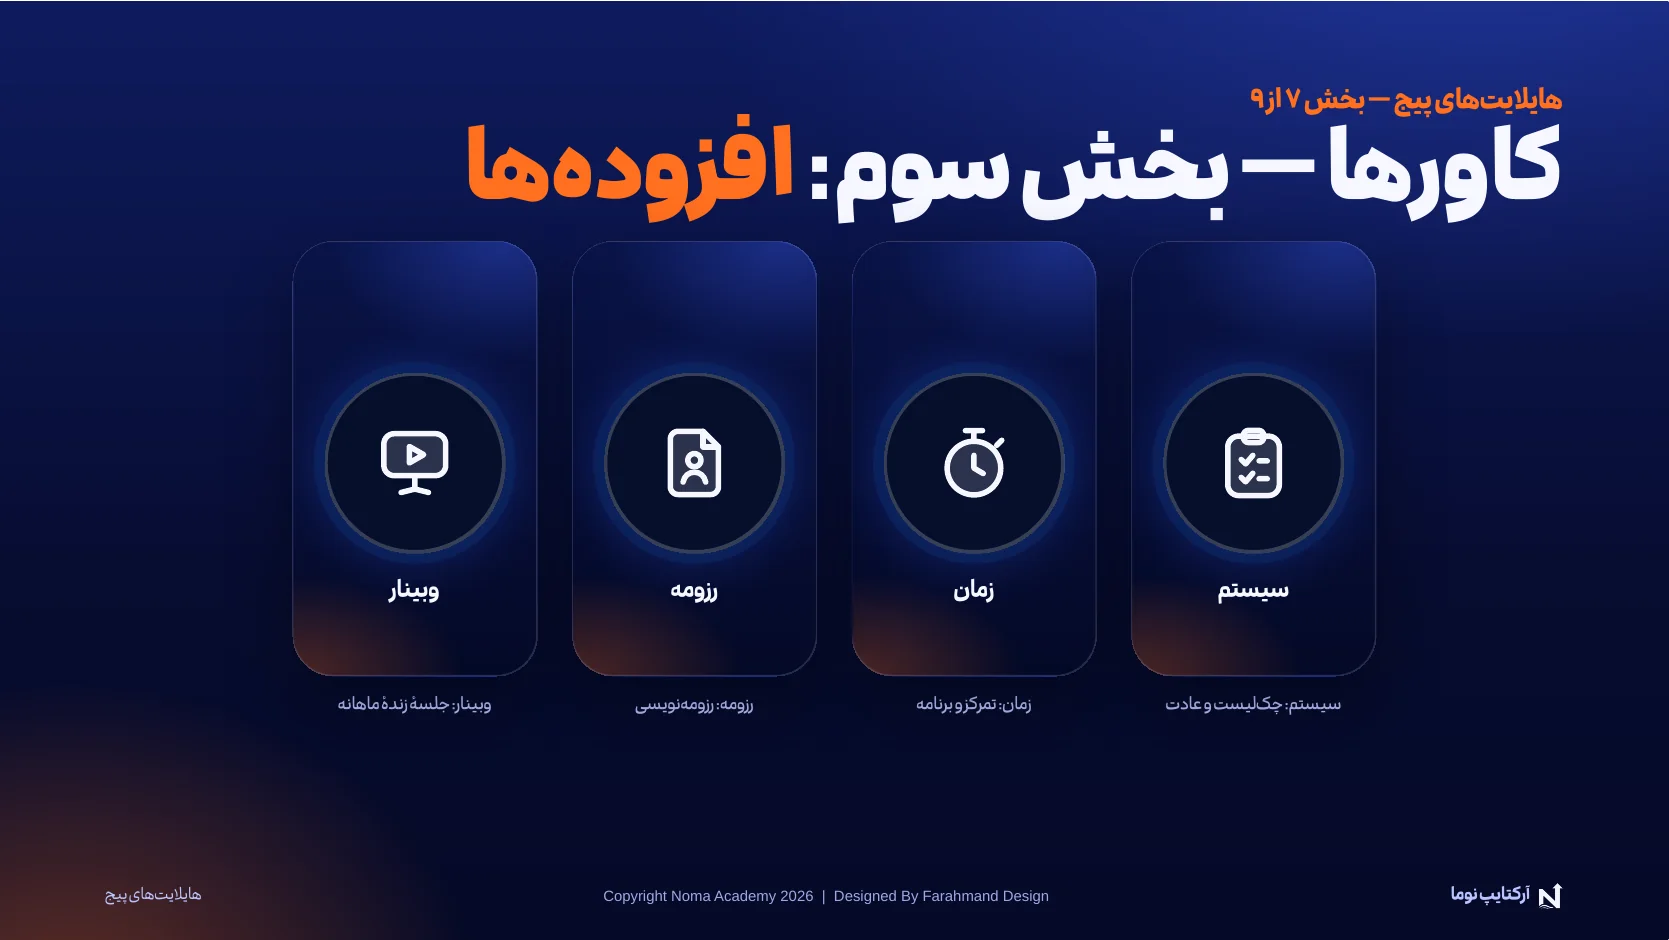 هایلایت‌های پیج — بخش ۷ از ۹
کاورها — بخش سوم: افزوده‌ها
سیستم
زمان
رزومه
وبینار
سیستم: چک‌لیست و عادت
زمان: تمرکز و برنامه
رزومه: رزومه‌نویسی
وبینار: جلسهٔ زندهٔ ماهانه
آرکتایپ نوما
Copyright Noma Academy 2026 | Designed By Farahmand Design
هایلایت‌های پیج